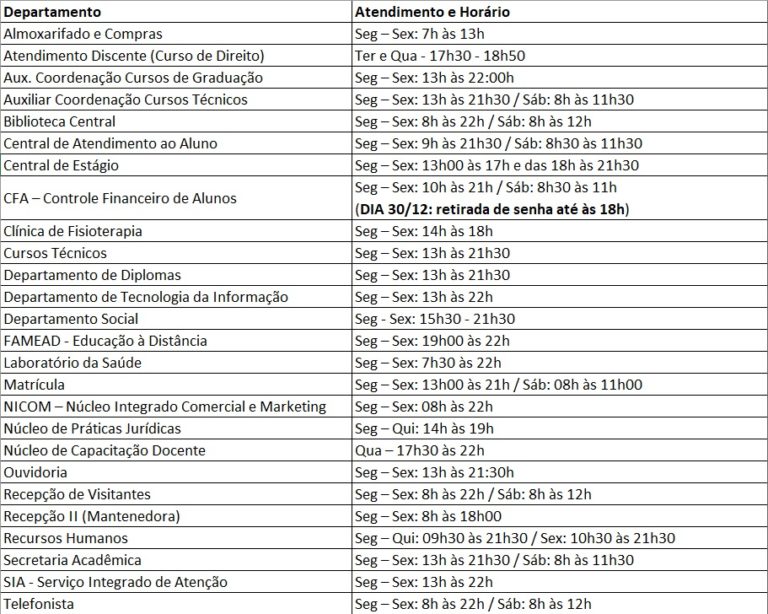 Departamento Atendimento e Horário
Almoxarifado e Compras Seg – Sex: 7h às 13h
Atendimento Discente (Curso de Direito) Ter e Qua - 17h30 - 18h50
Aux. Coordenação Cursos de Graduação Seg – Sex: 13h às 22:00h
Auxiliar Coordenação Cursos Técnicos Seg – Sex: 13h às 21h30 / Sáb: 8h às 11h30
Biblioteca Central Seg – Sex: 8h às 22h / Sáb: 8h às 12h
Central de Atendimento ao Aluno Seg – Sex: 9h às 21h30 / Sáb: 8h30 às 11h30
Central de Estágio Seg – Sex: 13h00 às 17h e das 18h às 21h30
CFA – Controle Financeiro de Alunos Seg – Sex: 10h às 21h / Sáb: 8h30 às 11h
(DIA 30/12: retirada de senha até às 18h)
Clínica de Fisioterapia Seg – Sex: 14h às 18h
Cursos Técnicos Seg – Sex: 13h às 21h30
Departamento de Diplomas Seg – Sex: 13h às 21h30
Departamento de Tecnologia da Informação Seg – Sex: 13h às 22h
Departamento Social Seg - Sex: 15h30 - 21h30
FAMEAD - Educação à Distância Seg – Sex: 19h00 às 22h
Laboratório da Saúde Seg – Sex: 7h30 às 22h
Matrícula Seg – Sex: 13h00 às 21h / Sáb: 08h às 11h00
NICOM – Núcleo Integrado Comercial e Marketing Seg – Sex: 08h às 22h
Núcleo de Práticas Jurídicas Seg – Qui: 14h às 19h
Núcleo de Capacitação Docente Qua – 17h30 às 22h
Ouvidoria Seg – Sex: 13h às 21:30h
Recepção de Visitantes Seg – Sex: 8h às 22h / Sáb: 8h às 12h
Recepção II (Mantenedora) Seg – Sex: 8h às 18h00
Recursos Humanos Seg – Qui: 09h30 às 21h30 / Sex: 10h30 às 21h30
Secretaria Acadêmica Seg – Sex: 13h às 21h30 / Sáb: 8h às 11h30
SIA - Serviço Integrado de Atenção Seg – Sex: 13h às 22h
Telefonista Seg – Sex: 8h às 22h / Sáb: 8h às 12h